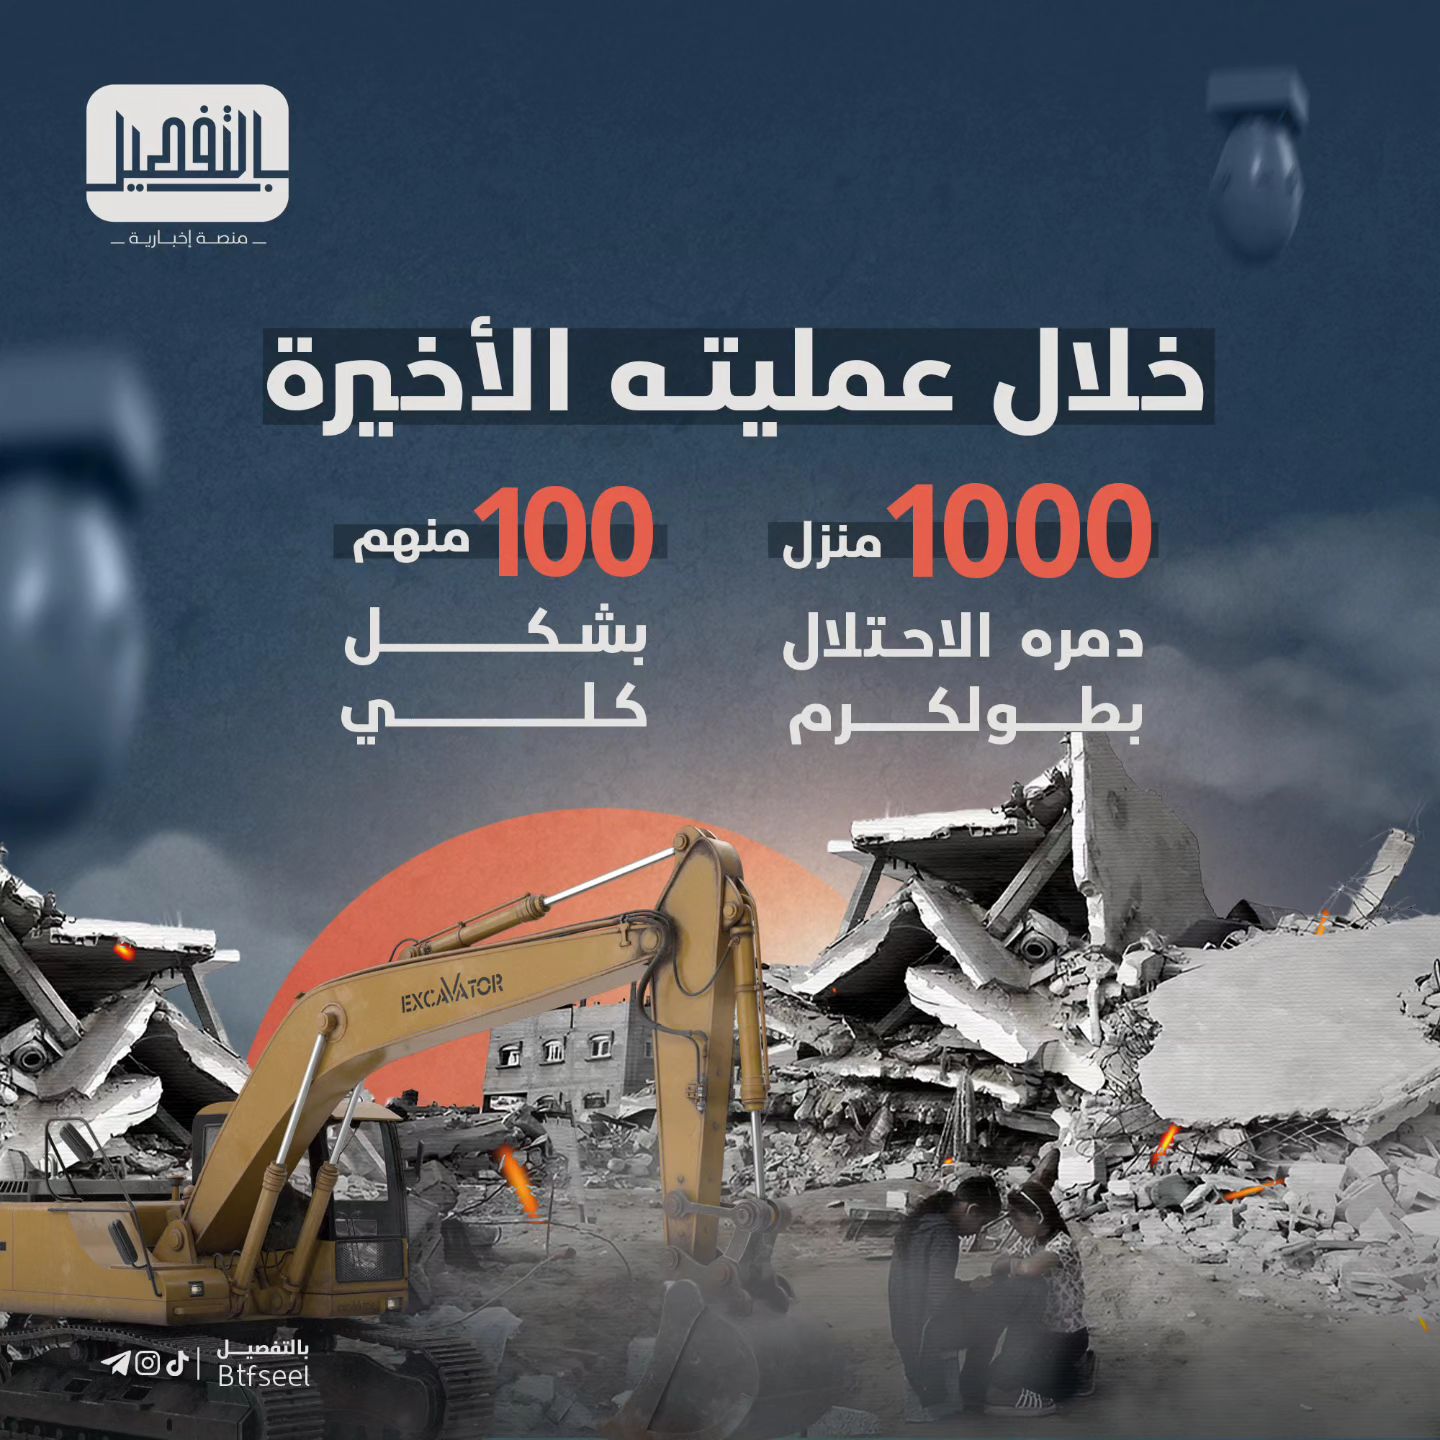 بالتفصيل
منصة إخبارية
خلال عمليته الأخيرة
1000 منزل
دمره الاحتلال
بطولكرم
100 منهم
بشكل
كلي
EXCAVATOR
بالتفصيل
Btfseel